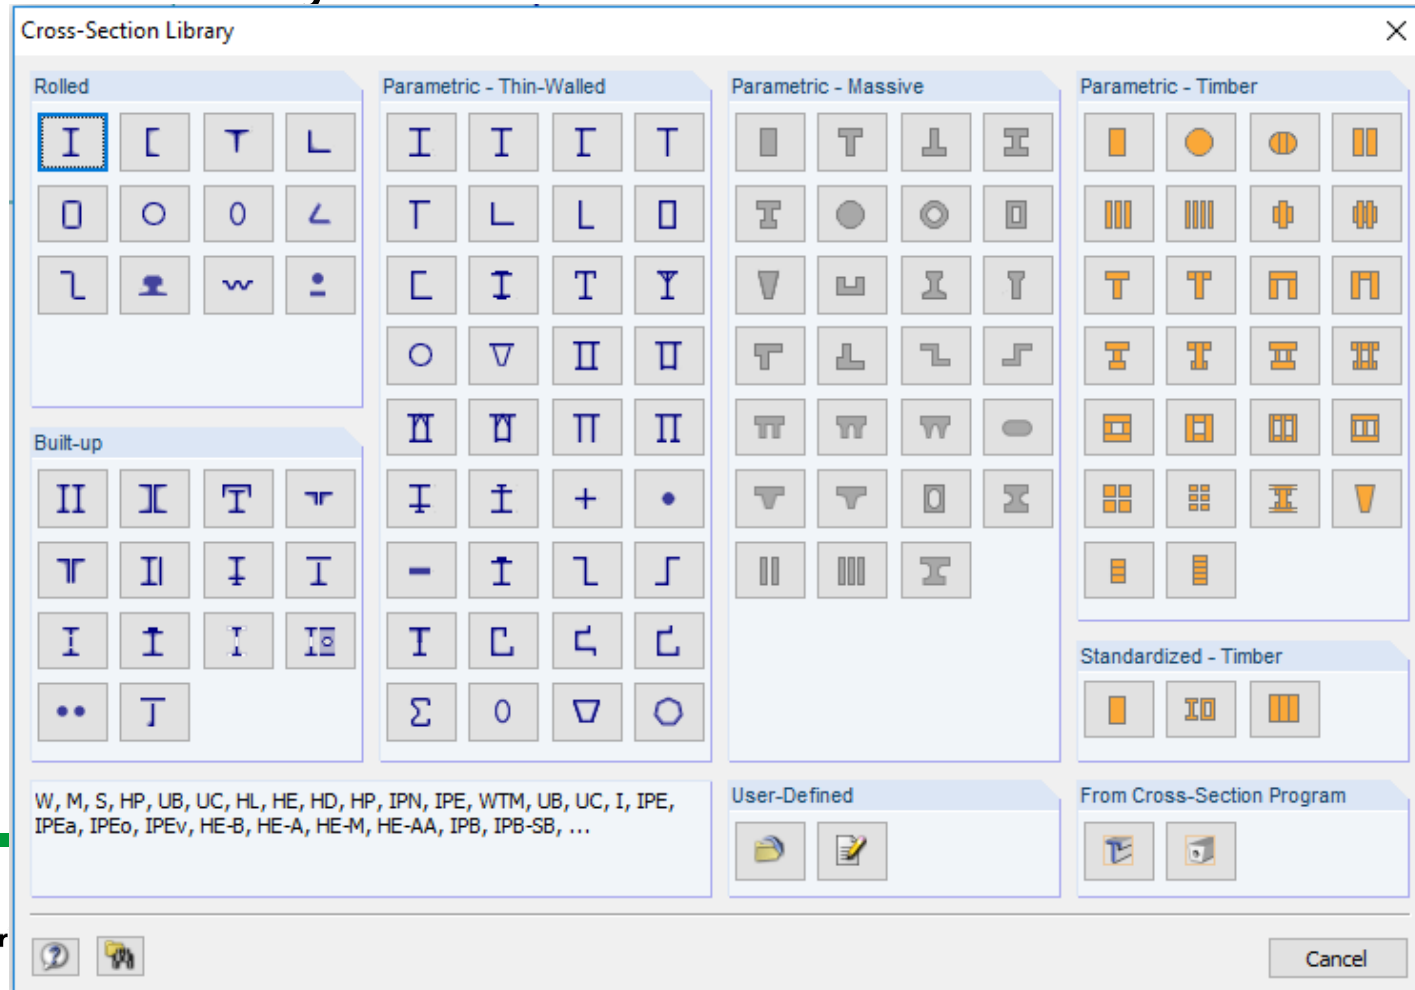 Cross-Section Library
Rolled
Parametric - Thin-Walled
Parametric - Massive
Parametric - Timber
Built-up
Standardized - Timber
W, M, S, HP, UB, UC, HL, HE, HD, HP, IPN, IPE, WTM, UB, UC, I, IPE,
IPEa, IPEo, IPEv, HE-B, HE-A, HE-M, HE-AA, IPB, IPB-SB, ...
User-Defined
From Cross-Section Program
r
Cancel